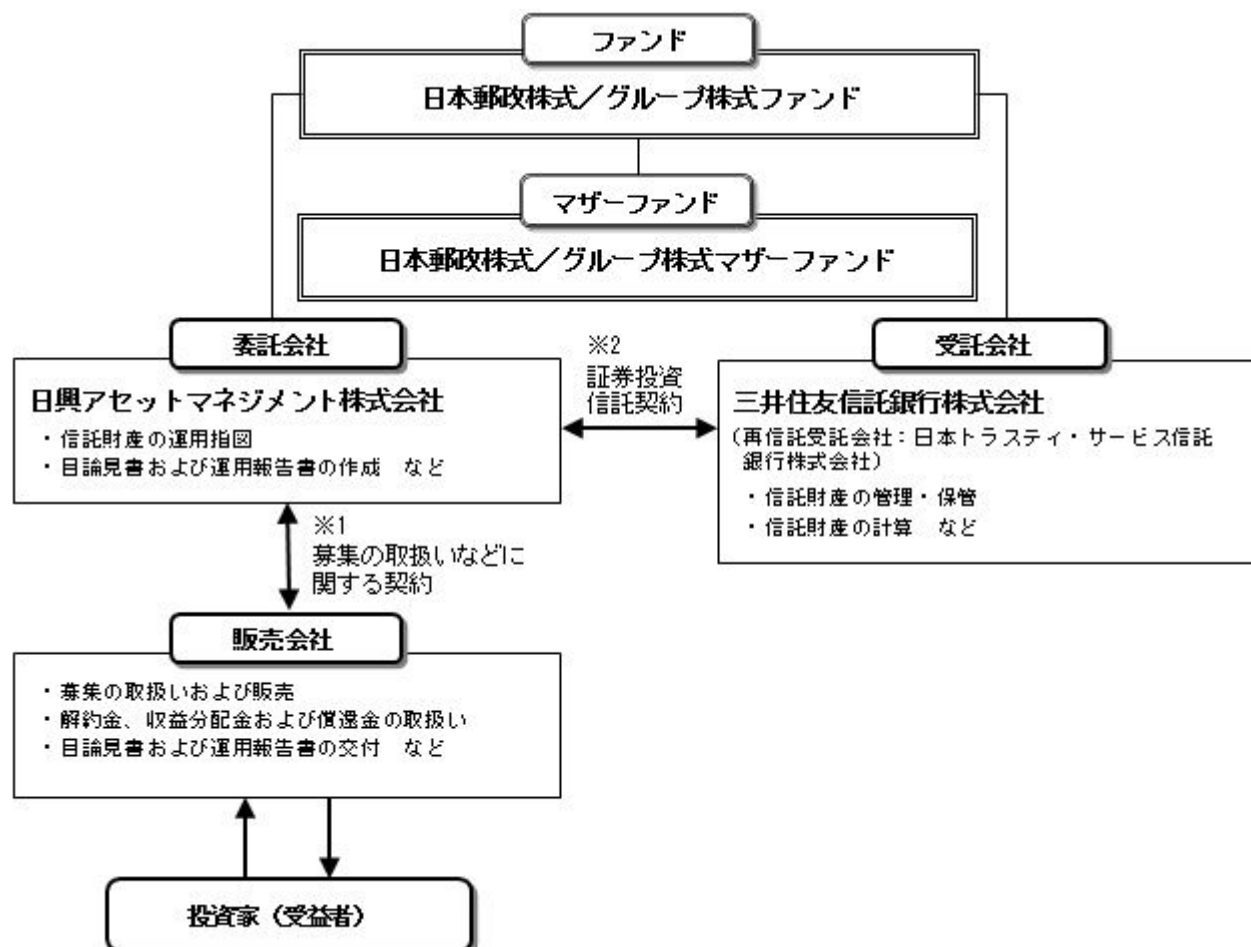 ファンド
日本郵政株式／グループ株式ファンド
マザーファンド
日本郵政株式／グループ株式マザーファンド
委託会社
日興アセットマネジメント株式会社
・信託財産の運用指図
・目論見書および運用報告書の作成　など
※2
証券投資
信託契約
受託会社
三井住友信託銀行株式会社
(再信託受託会社：日本トラスティ・サービス信託
銀行株式会社)
・信託財産の管理・保管
・信託財産の計算　など
※1
募集の取扱いなどに
関する契約
販売会社
・募集の取扱いおよび販売
・解約金、収益分配金および償還金の取扱い
・目論見書および運用報告書の交付　など
投資家（受益者）